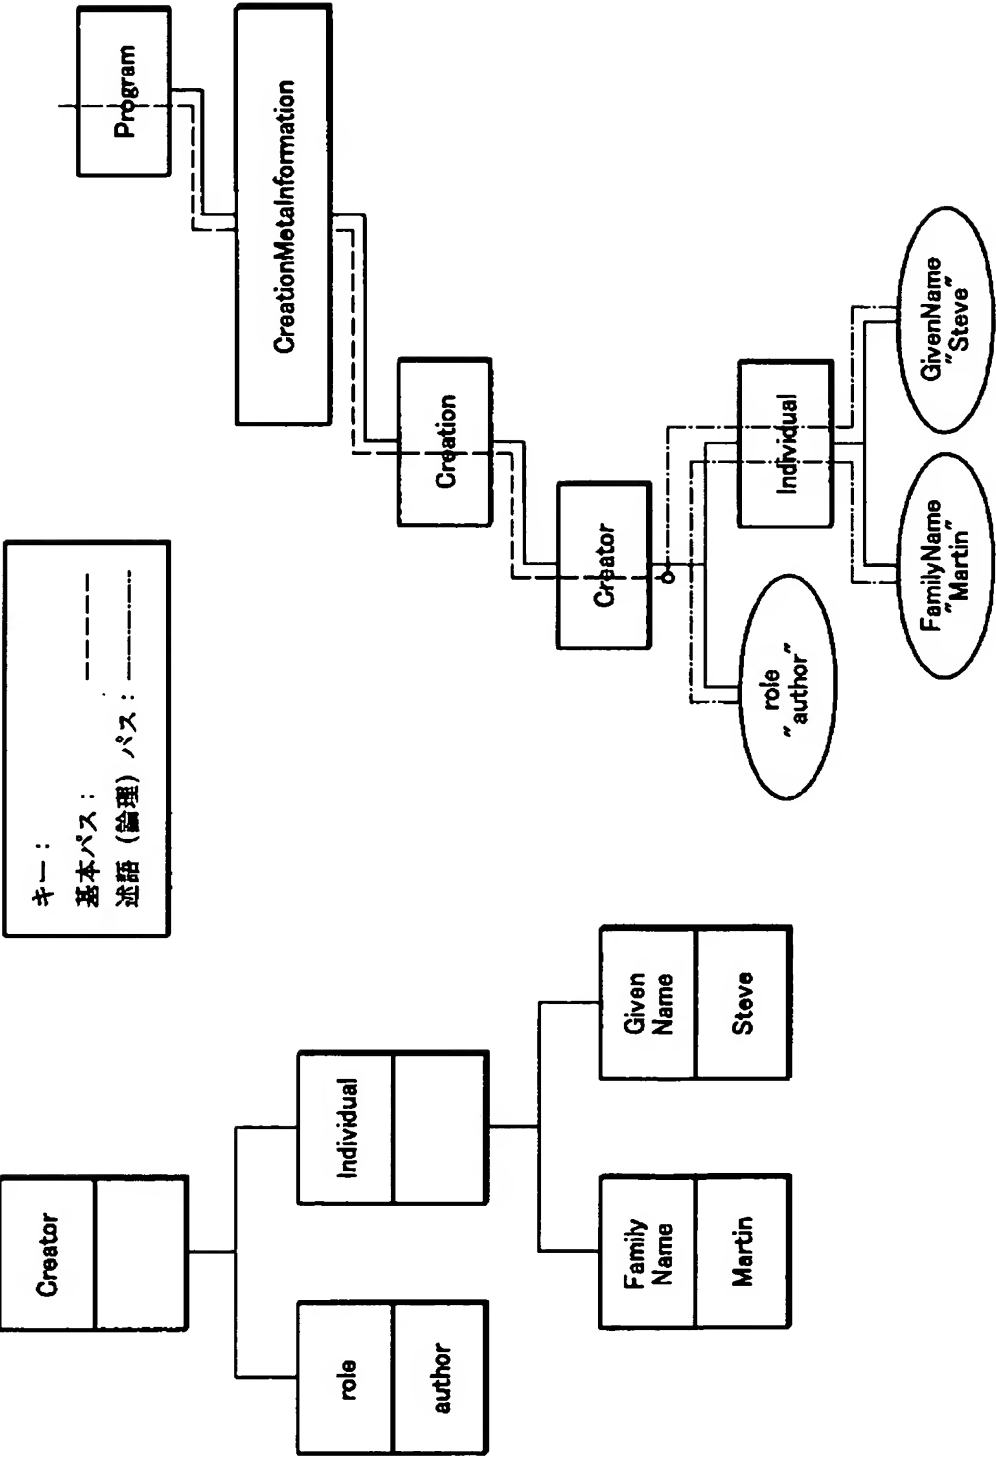 Creator
role
author
Individual
Family
Name
Martin
Given
Name
Steve
キー：
基本パス：
述語（論理）パス：
Program
CreationMetaInformation
Creation
Creator
role
"author"
Individual
FamilyName
"Martin"
GivenName
"Steve"